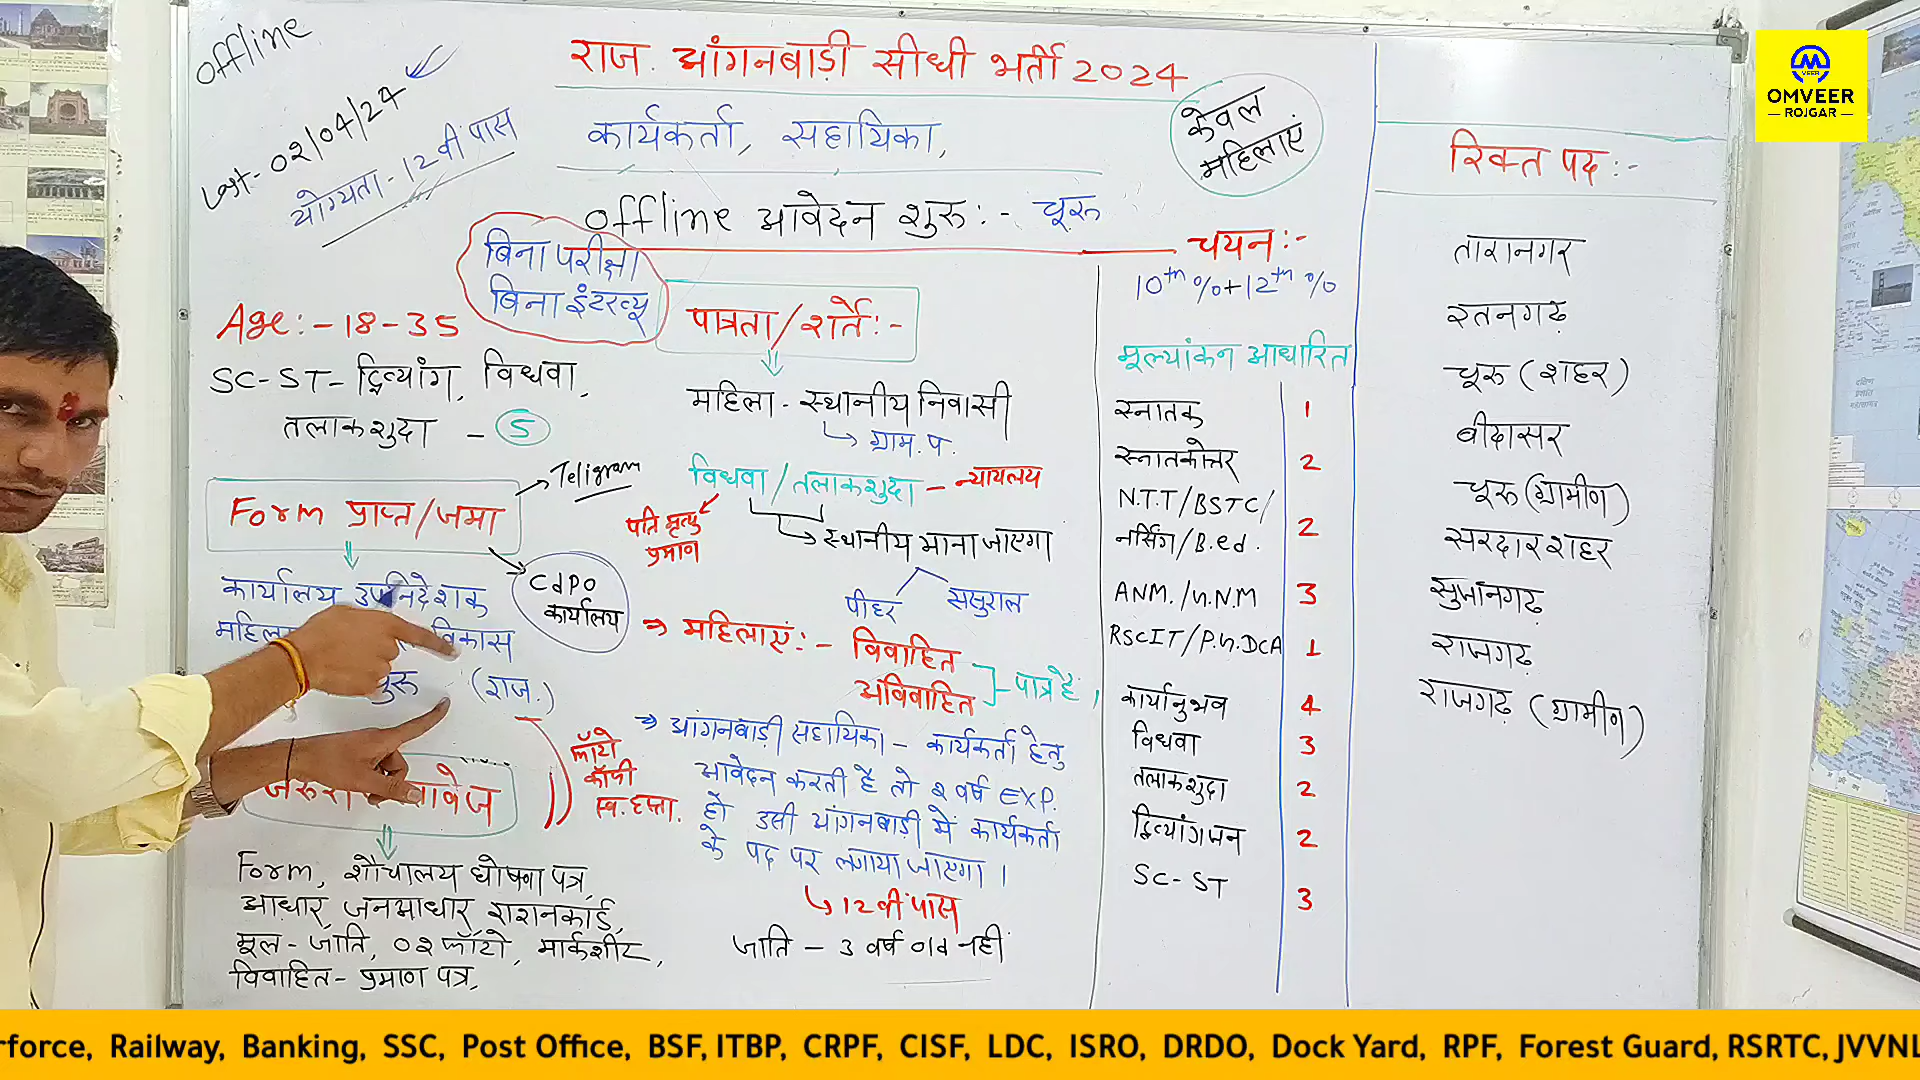 offline
Last - 02/04/24
योग्यता - 12 वीं पास
राज. आंगनबाड़ी सीधी भर्ती 2024
कार्यकर्ता, सहायिका,
केवल
महिलाएं
offline आवेदन शुरू :- चूरू
बिना परीक्षा
बिना इंटरव्यू
Age :- 18-35
SC-ST- दिव्यांग, विधवा,
तलाकशुदा - 5
Form प्राप्त/जमा
Teligram
CDPO
कार्यालय
कार्यालय
महिला विकास
(राज.)
फॉटो
कॉपी
स्व. हस्ता.
Form, शौचालय घोषणा पत्र,
आधार, जनआधार, राशनकार्ड,
मूल - जाति, 02 फॉटो, मार्कशीट,
विवाहित - प्रमाण पत्र,
पात्रता/शर्ते :-
महिला - स्थानीय निवासी
ग्राम. प.
विधवा/तलाकशुदा - न्यायलय
पति मृत्यु
प्रमाण
स्थानीय माना जाएगा
पीहर ससुराल
⇒ महिलाएं :- विवाहित
अविवाहित
पात्र है।
⇒ आंगनबाड़ी सहायिका - कार्यकर्ता हेतु
आवेदन करती है तो 2 वर्ष EXP.
हो उसी आंगनबाड़ी में कार्यकर्ता
के पद पर लगाया जाएगा।
12 वीं पास
जाति - 3 वर्ष old नहीं
चयन :-
10th % + 12th %
मूल्यांकन आधारित
स्नातक 1
स्नातकोत्तर 2
N.T.T/BSTC/
नर्सिंग/B.ed. 2
ANM./G.N.M 3
RSCIT/P.G.DCA 1
कार्यानुभव 4
विधवा 3
तलाकशुदा 2
दिव्यांगजन 2
SC-ST 3
रिक्त पद :-
तारानगर
रतनगढ़
चूरू (शहर)
बीदासर
चूरू (ग्रामीण)
सरदारशहर
सुजानगढ़
राजगढ़
राजगढ़ (ग्रामीण)
VEER
OMVEER
— ROJGAR —
rforce, Railway, Banking, SSC, Post Office, BSF, ITBP, CRPF, CISF, LDC, ISRO, DRDO, Dock Yard, RPF, Forest Guard, RSRTC, JVVNL